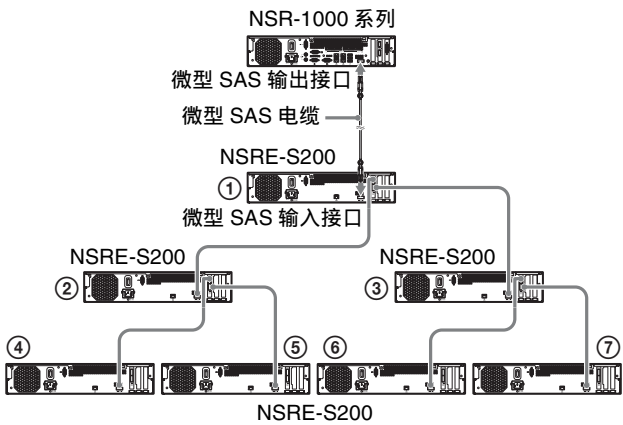 NSR-1000 系列
微型 SAS 输出接口
微型 SAS 电缆
NSRE-S200
①
微型 SAS 输入接口
NSRE-S200
NSRE-S200
②
③
④
⑤
⑥
⑦
NSRE-S200